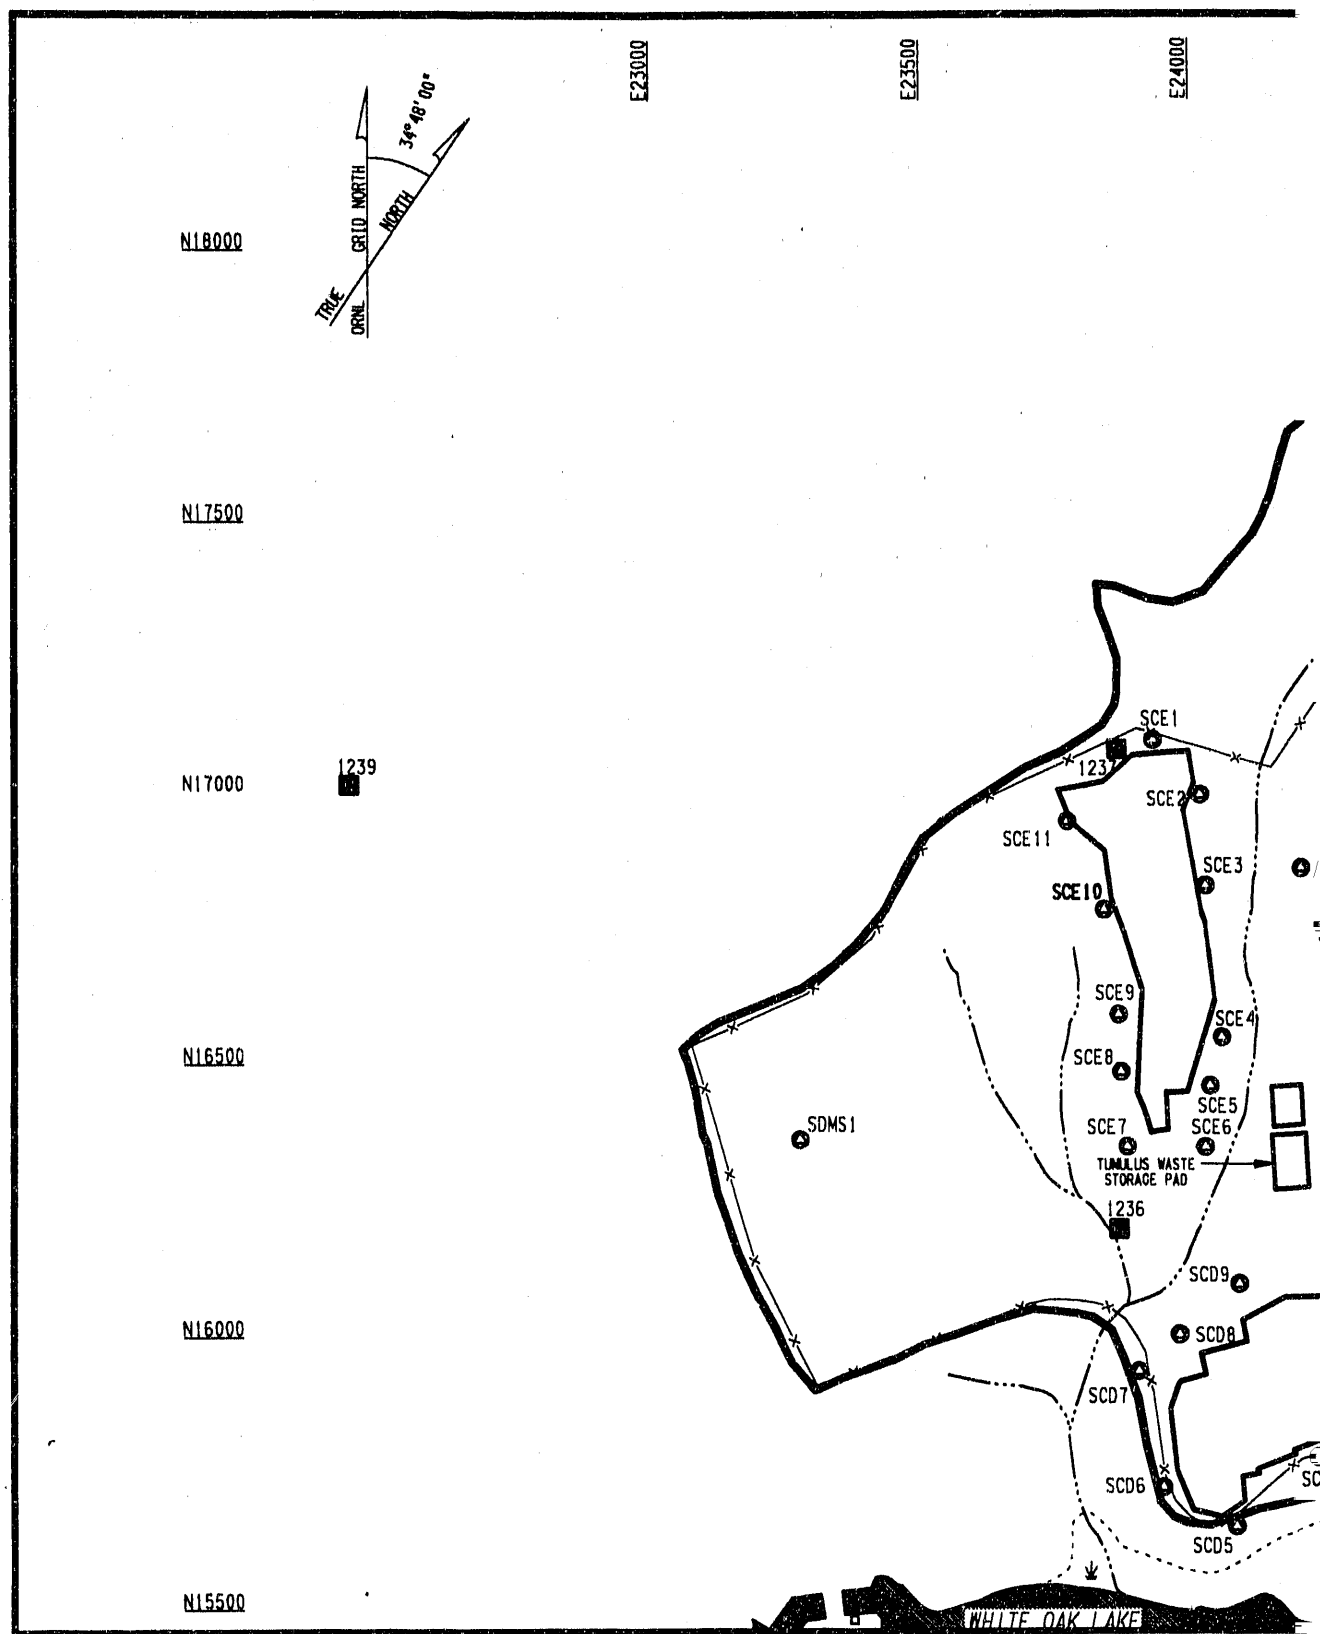 E23000
E23500
E24000
34°48'00"
ORNL GRID NORTH
TRUE NORTH
N18000
N17500
SCE1
1239
N17000
1237
SCE2
SCE11
SCE3
SCE10
SCE9
SCE4
N16500
SCE8
SCE5
SDMS1
SCE7
SCE6
TUMULUS WASTE
STORAGE PAD
1236
SCD9
N16000
SCD8
SCD7
SCD6
SC
SCD5
N15500
WHITE OAK LAKE